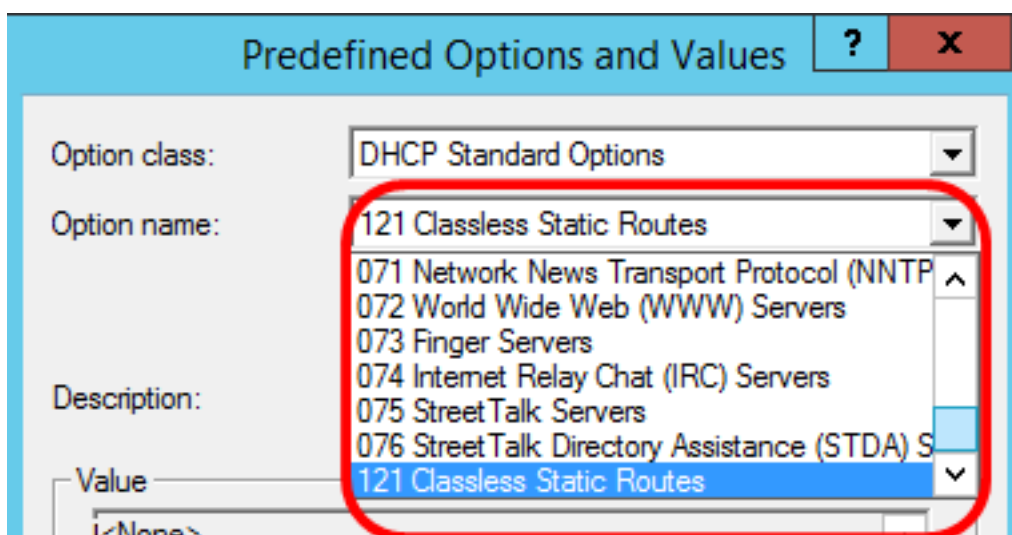 Predefined Options and Values ? x
Option class: DHCP Standard Options
Option name: 121 Classless Static Routes
071 Network News Transport Protocol (NNTP
072 World Wide Web (WWW) Servers
073 Finger Servers
074 Internet Relay Chat (IRC) Servers
Description:
075 StreetTalk Servers
076 StreetTalk Directory Assistance (STDA) S
121 Classless Static Routes
Value
<None>